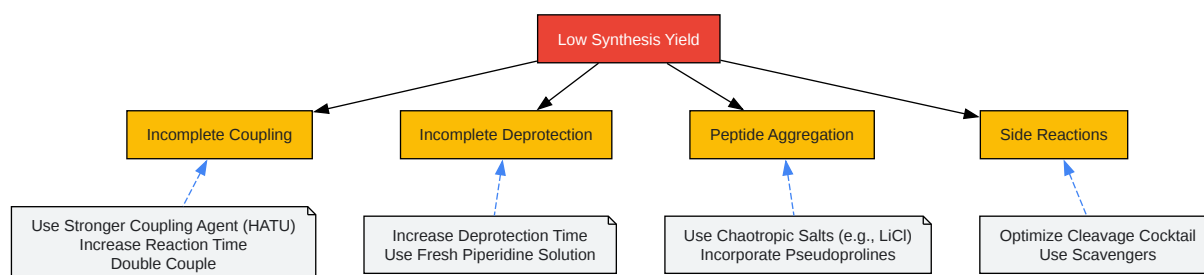 Low Synthesis Yield
Incomplete Coupling
Incomplete Deprotection
Peptide Aggregation
Side Reactions
Use Stronger Coupling Agent (HATU)
Increase Reaction Time
Double Couple
Increase Deprotection Time
Use Fresh Piperidine Solution
Use Chaotropic Salts (e.g., LiCl)
Incorporate Pseudoprolines
Optimize Cleavage Cocktail
Use Scavengers